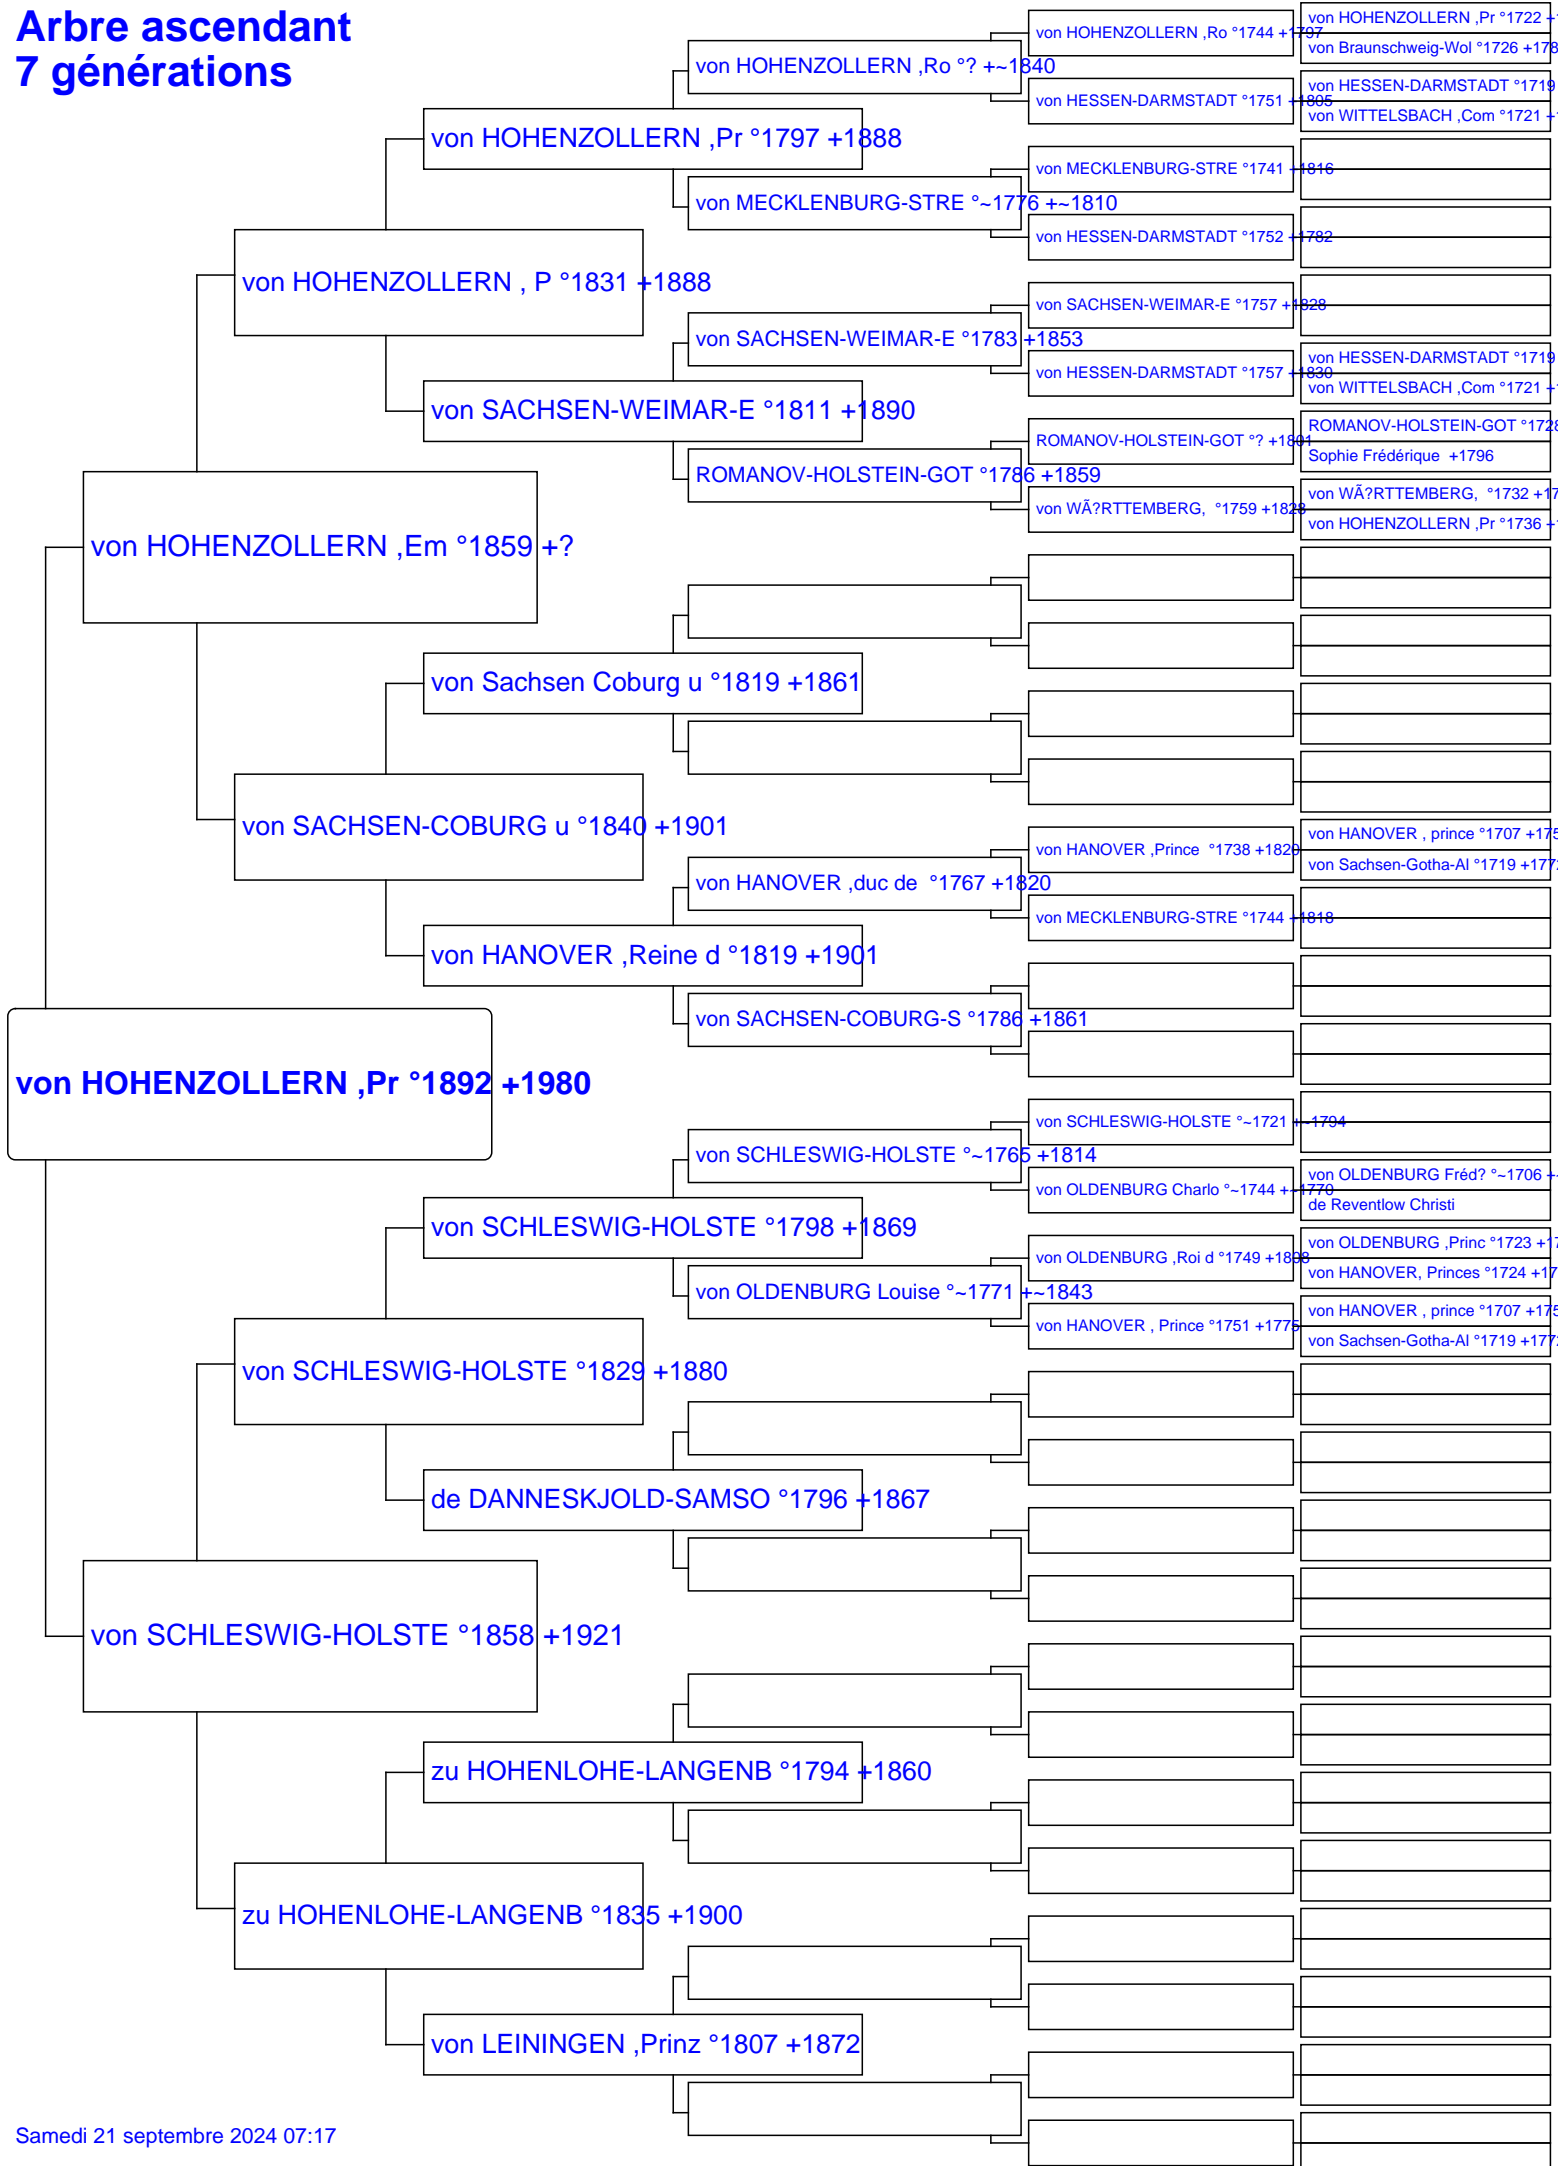 Arbre ascendant
7 générations
von HOHENZOLLERN ,Pr °1892 +1980
von HOHENZOLLERN ,Em °1859 +?
von SCHLESWIG-HOLSTE °1858 +1921
von HOHENZOLLERN , P °1831 +1888
von SACHSEN-COBURG u °1840 +1901
von SCHLESWIG-HOLSTE °1829 +1880
zu HOHENLOHE-LANGENB °1835 +1900
von HOHENZOLLERN ,Pr °1797 +1888
von SACHSEN-WEIMAR-E °1811 +1890
von Sachsen Coburg u °1819 +1861
von HANOVER ,Reine d °1819 +1901
von SCHLESWIG-HOLSTE °1798 +1869
de DANNESKJOLD-SAMSO °1796 +1867
zu HOHENLOHE-LANGENB °1794 +1860
von LEININGEN ,Prinz °1807 +1872
von HOHENZOLLERN ,Ro °? +~1840
von MECKLENBURG-STRE °~1776 +~1810
von SACHSEN-WEIMAR-E °1783 +1853
ROMANOV-HOLSTEIN-GOT °1786 +1859
von HANOVER ,duc de  °1767 +1820
von SACHSEN-COBURG-S °1786 +1861
von SCHLESWIG-HOLSTE °~1765 +1814
von OLDENBURG Louise °~1771 +~1843
von HOHENZOLLERN ,Ro °1744 +1797
von HESSEN-DARMSTADT °1751 +1805
von MECKLENBURG-STRE °1741 +1816
von HESSEN-DARMSTADT °1752 +1782
von SACHSEN-WEIMAR-E °1757 +1828
von HESSEN-DARMSTADT °1757 +1830
ROMANOV-HOLSTEIN-GOT °? +1801
von WÃ?RTTEMBERG,  °1759 +1828
von HANOVER ,Prince  °1738 +1820
von MECKLENBURG-STRE °1744 +1818
von SCHLESWIG-HOLSTE °~1721 +~1794
von OLDENBURG Charlo °~1744 +~1770
von OLDENBURG ,Roi d °1749 +1808
von HANOVER , Prince °1751 +1775
von HOHENZOLLERN ,Pr °1722 +
von Braunschweig-Wol °1726 +178
von HESSEN-DARMSTADT °1719
von WITTELSBACH ,Com °1721 +
von HESSEN-DARMSTADT °1719
von WITTELSBACH ,Com °1721 +
ROMANOV-HOLSTEIN-GOT °1728
Sophie Frédérique  +1796
von WÃ?RTTEMBERG,  °1732 +17
von HOHENZOLLERN ,Pr °1736 +
von HANOVER , prince °1707 +175
von Sachsen-Gotha-Al °1719 +177
von OLDENBURG Fréd? °~1706 +
de Reventlow Christi
von OLDENBURG ,Princ °1723 +17
von HANOVER, Princes °1724 +17
von HANOVER , prince °1707 +175
von Sachsen-Gotha-Al °1719 +177
Samedi 21 septembre 2024 07:17